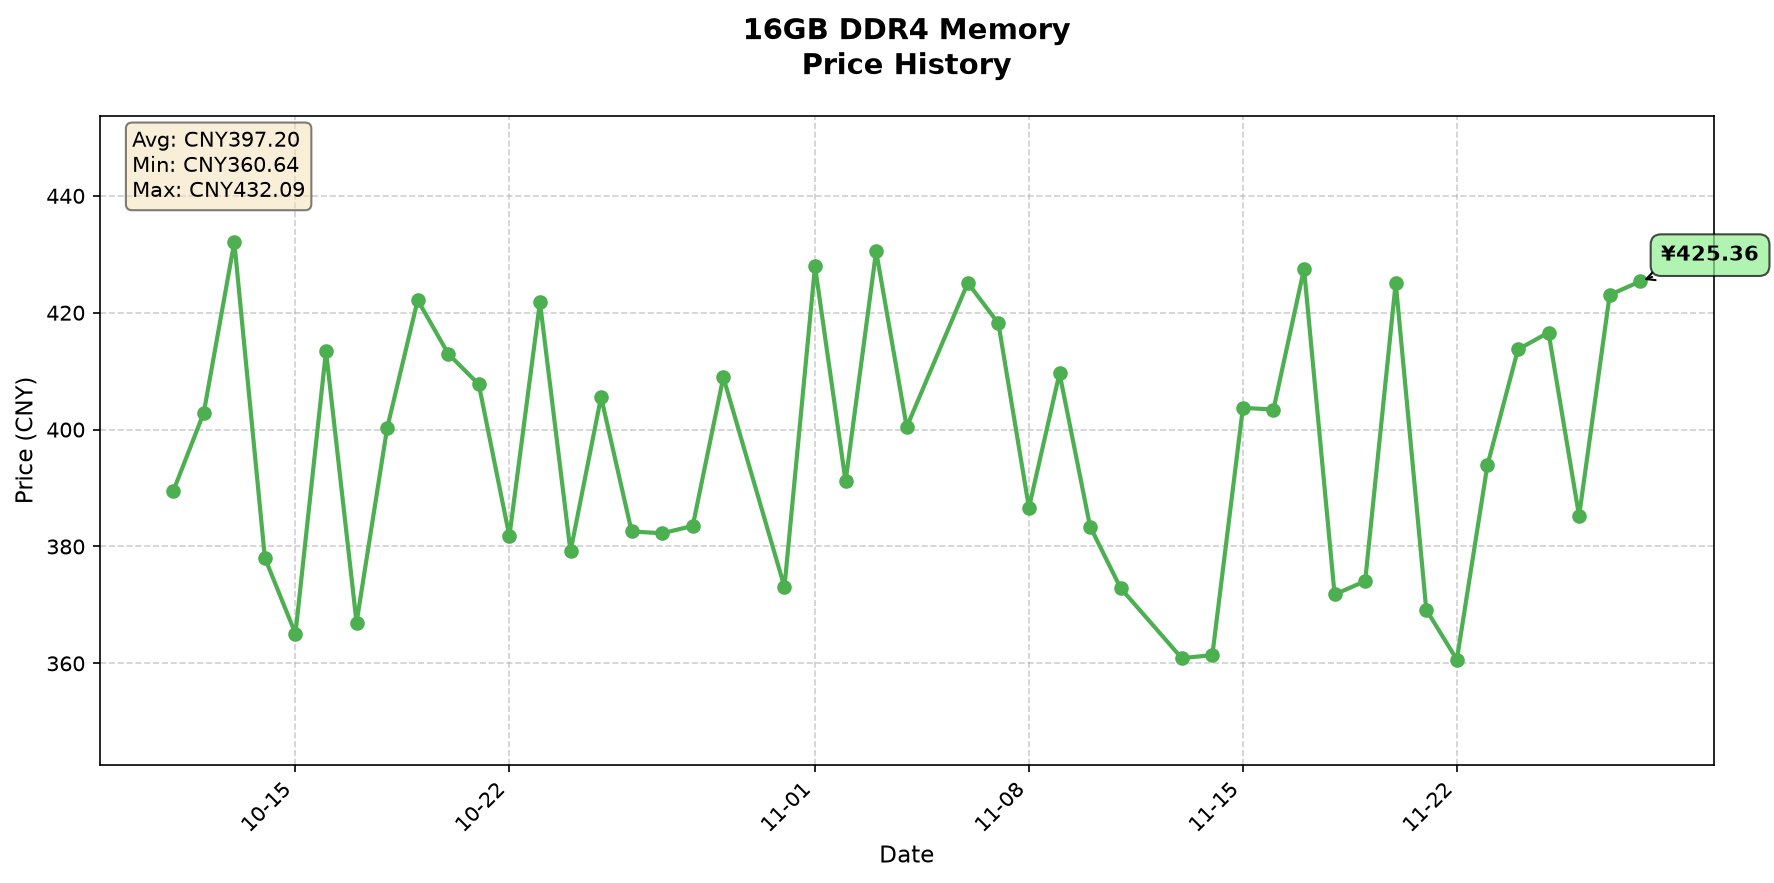 16GB DDR4 Memory
Price History
Avg: CNY397.20
Min: CNY360.64
Max: CNY432.09
¥425.36
Price (CNY)
440
420
400
380
360
10-15
10-22
11-01
11-08
11-15
11-22
Date